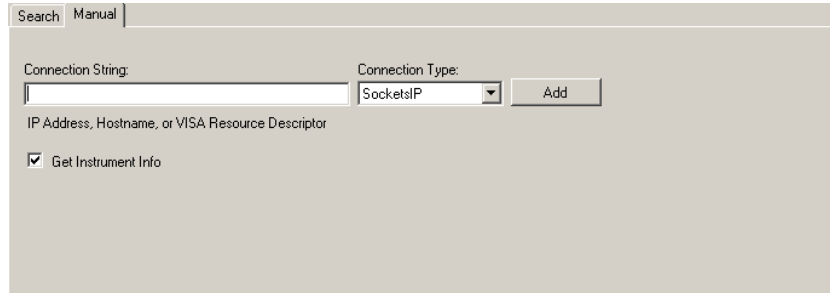 Search Manual
Connection String: Connection Type:
SocketsIP Add
IP Address, Hostname, or VISA Resource Descriptor
Get Instrument Info